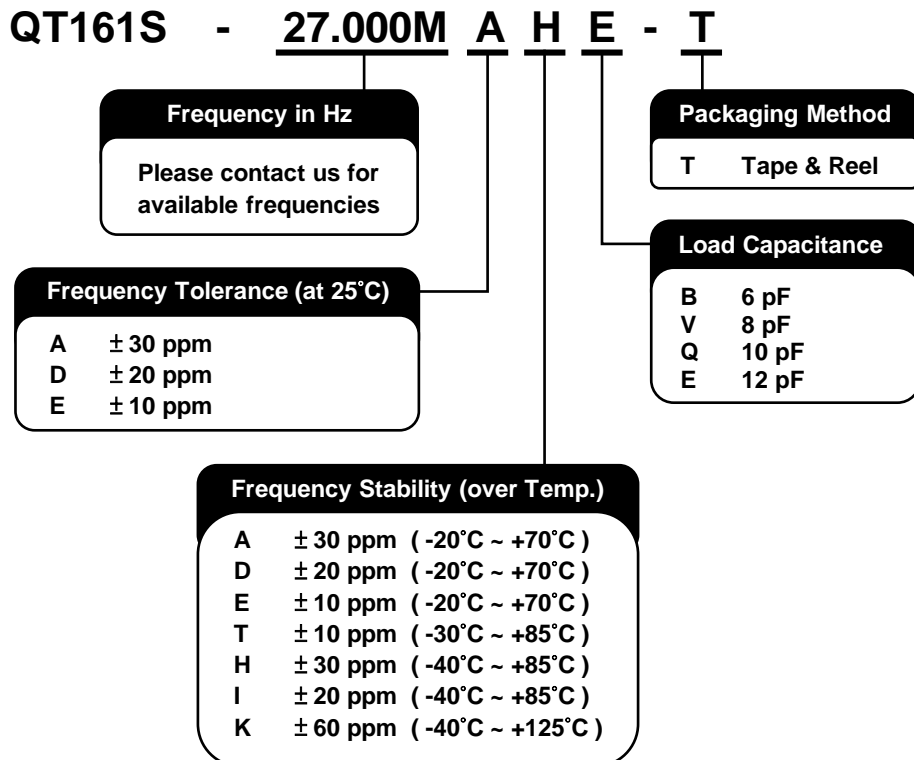 QT161S - 27.000M A H E - T
Frequency in Hz
Please contact us for
available frequencies
Packaging Method
T Tape & Reel
Load Capacitance
B 6 pF
V 8 pF
Q 10 pF
E 12 pF
Frequency Tolerance (at 25˚C)
A ± 30 ppm
D ± 20 ppm
E ± 10 ppm
Frequency Stability (over Temp.)
A ± 30 ppm ( -20˚C ~ +70˚C )
D ± 20 ppm ( -20˚C ~ +70˚C )
E ± 10 ppm ( -20˚C ~ +70˚C )
T ± 10 ppm ( -30˚C ~ +85˚C )
H ± 30 ppm ( -40˚C ~ +85˚C )
I ± 20 ppm ( -40˚C ~ +85˚C )
K ± 60 ppm ( -40˚C ~ +125˚C )